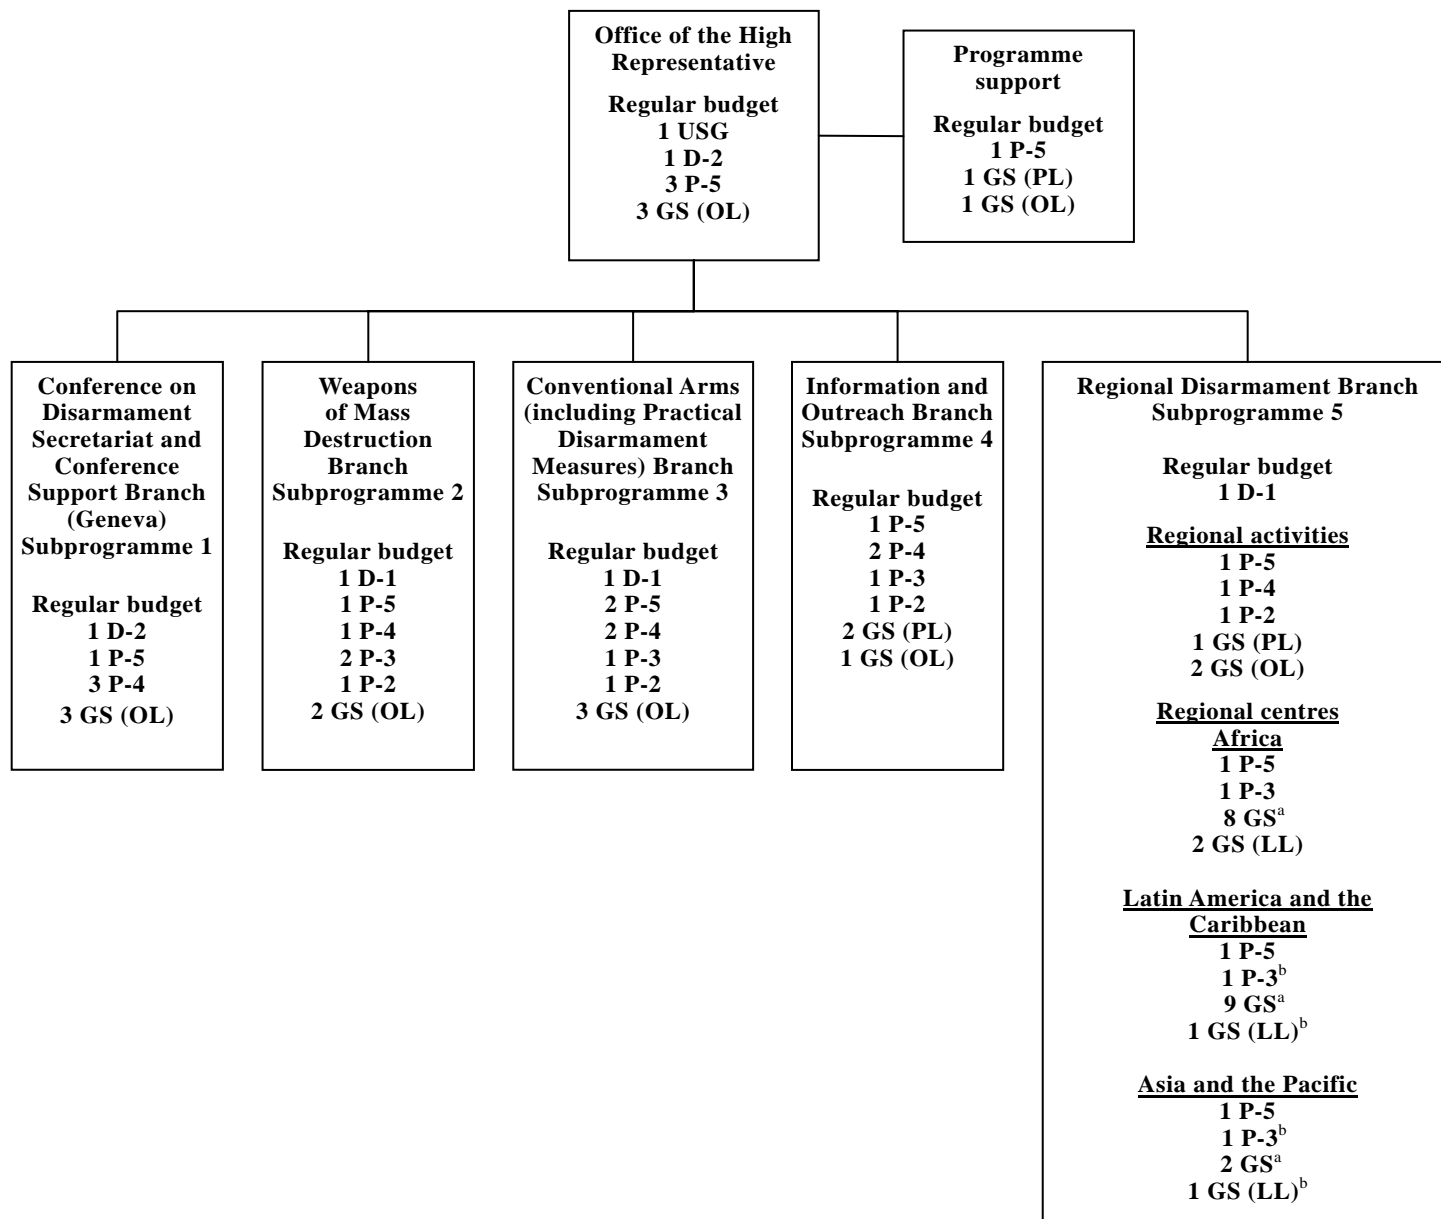 Office of the High
Representative
Regular budget
1 USG
1 D-2
3 P-5
3 GS (OL)
Programme
support
Regular budget
1 P-5
1 GS (PL)
1 GS (OL)
Conference on
Disarmament
Secretariat and
Conference
Support Branch
(Geneva)
Subprogramme 1
Regular budget
1 D-2
1 P-5
3 P-4
3 GS (OL)
Weapons
of Mass
Destruction
Branch
Subprogramme 2
Regular budget
1 D-1
1 P-5
1 P-4
2 P-3
1 P-2
2 GS (OL)
Conventional Arms
(including Practical
Disarmament
Measures) Branch
Subprogramme 3
Regular budget
1 D-1
2 P-5
2 P-4
1 P-3
1 P-2
3 GS (OL)
Information and
Outreach Branch
Subprogramme 4
Regular budget
1 P-5
2 P-4
1 P-3
1 P-2
2 GS (PL)
1 GS (OL)
Regional Disarmament Branch
Subprogramme 5
Regular budget
1 D-1
Regional activities
1 P-5
1 P-4
1 P-2
1 GS (PL)
2 GS (OL)
Regional centres
Africa
1 P-5
1 P-3
8 GSa
2 GS (LL)
Latin America and the
Caribbean
1 P-5
1 P-3b
9 GSa
1 GS (LL)b
Asia and the Pacific
1 P-5
1 P-3b
2 GSa
1 GS (LL)b